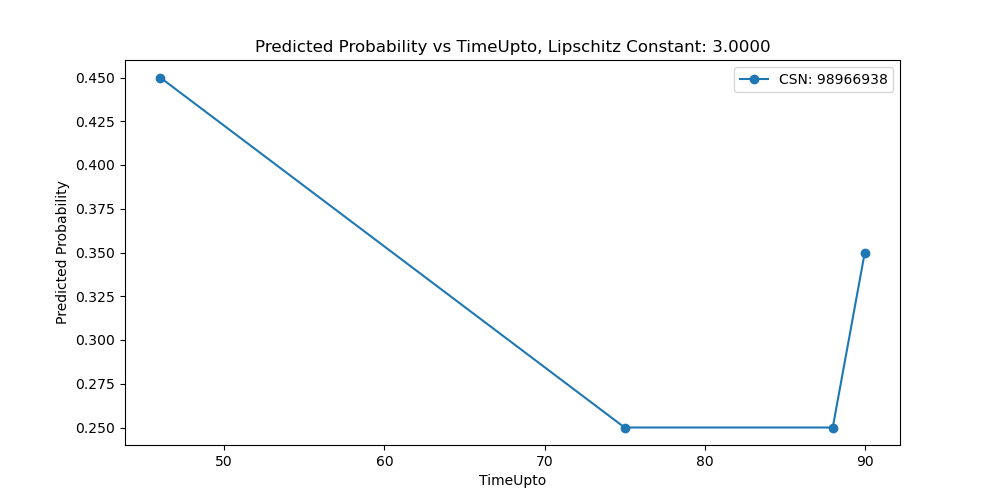 Predicted Probability vs TimeUpto, Lipschitz Constant: 3.0000
CSN: 98966938
Predicted Probability
0.450
0.425
0.400
0.375
0.350
0.325
0.300
0.275
0.250
50 60 70 80 90
TimeUpto